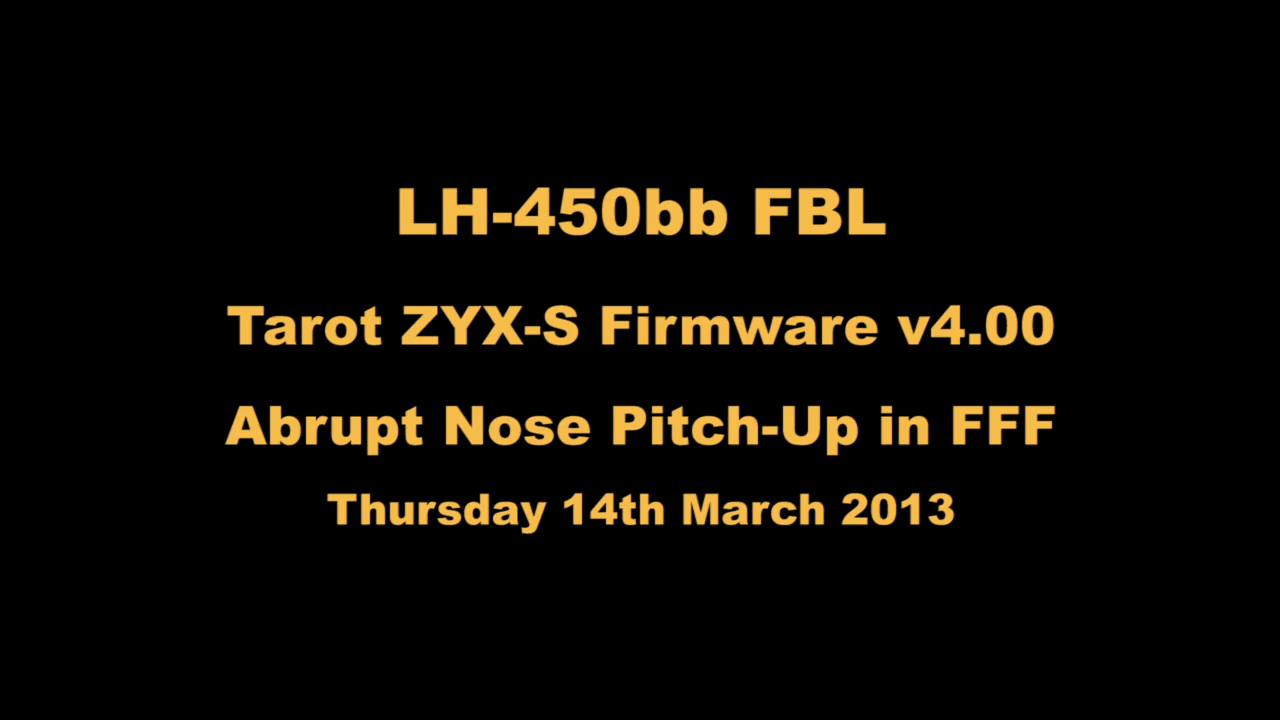 LH-450bb FBL
Tarot ZYX-S Firmware v4.00
Abrupt Nose Pitch-Up in FFF
Thursday 14th March 2013